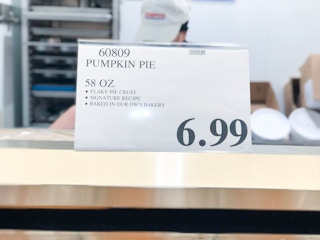 60809
PUMPKIN PIE
58 OZ
• FLAKY PIE CRUST
• SIGNATURE RECIPE
• BAKED IN OUR OWN BAKERY
6.99